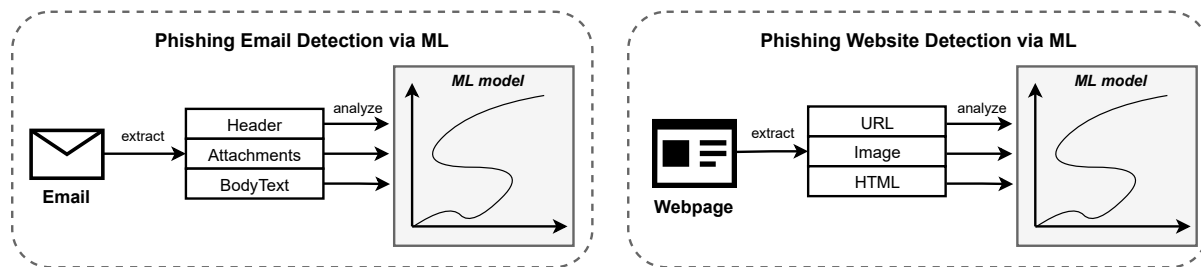 Phishing Email Detection via ML
ML model
analyze
extract
Header
Attachments
BodyText
Email
Phishing Website Detection via ML
ML model
analyze
extract
URL
Image
HTML
Webpage